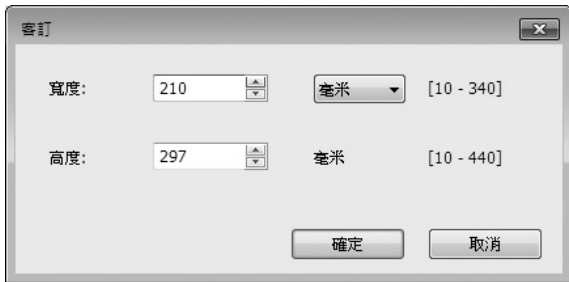 客訂
寬度: 210 毫米 [10 - 340]
高度: 297 毫米 [10 - 440]
確定 取消